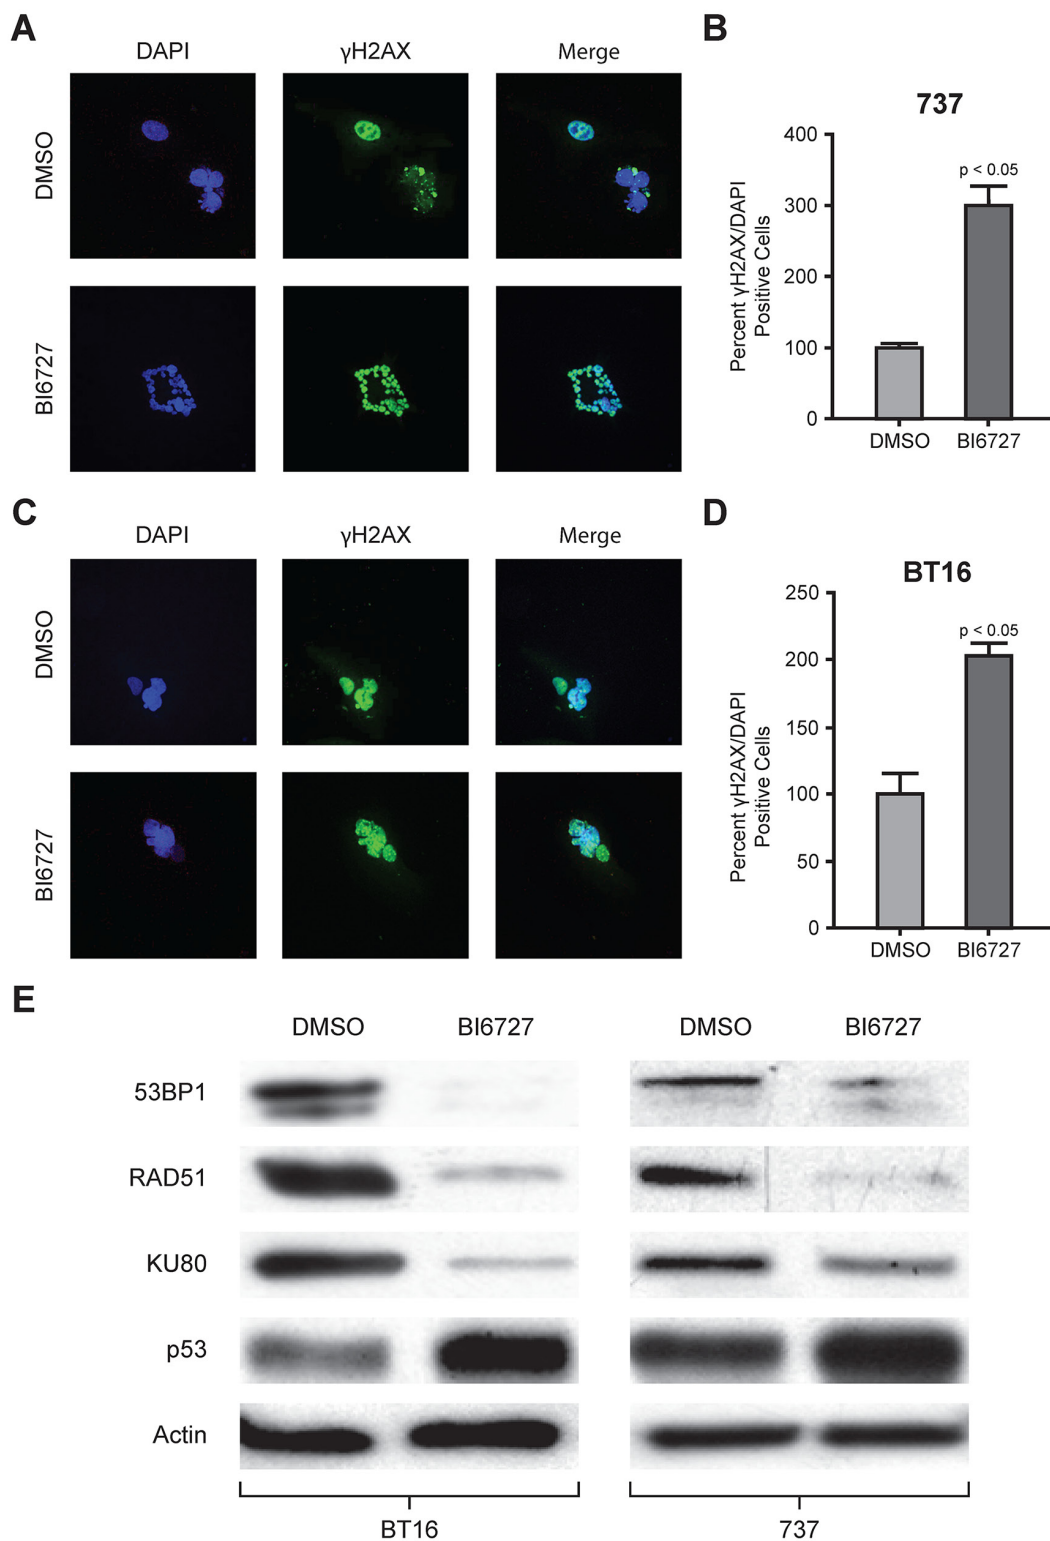 A
DAPI γH2AX Merge
DMSO
BI6727
B
737
Percent γH2AX/DAPI
Positive Cells
400
300
200
100
0
p < 0.05
DMSO BI6727
C
DAPI γH2AX Merge
DMSO
BI6727
D
BT16
Percent γH2AX/DAPI
Positive Cells
250
200
150
100
50
0
p < 0.05
DMSO BI6727
E
DMSO BI6727 DMSO BI6727
53BP1
RAD51
KU80
p53
Actin
BT16 737